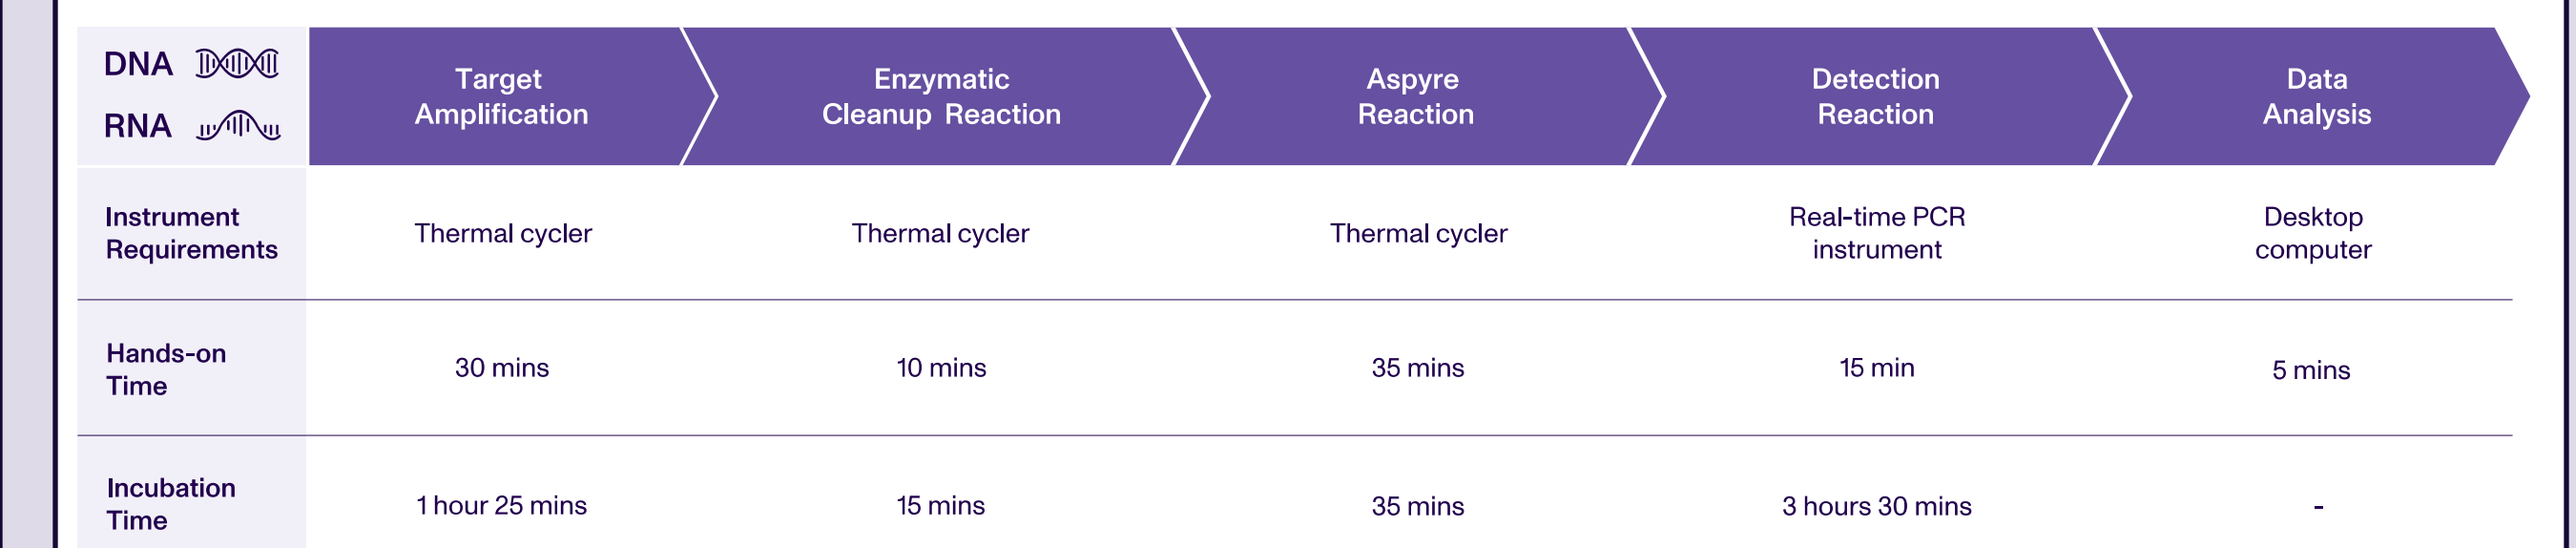 DNA
RNA
Target
Amplification
Enzymatic
Cleanup Reaction
Aspyre
Reaction
Detection
Reaction
Data
Analysis
Instrument
Requirements
Thermal cycler
Thermal cycler
Thermal cycler
Real-time PCR
instrument
Desktop
computer
Hands-on
Time
30 mins
10 mins
35 mins
15 min
5 mins
Incubation
Time
1 hour 25 mins
15 mins
35 mins
3 hours 30 mins
-